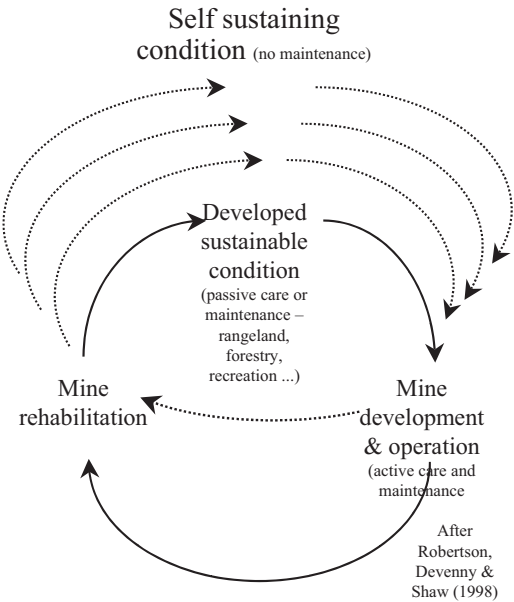 Self sustaining
condition (no maintenance)
Developed
sustainable
condition
(passive care or
maintenance –
rangeland,
forestry,
recreation ...)
Mine
rehabilitation
Mine
development
& operation
(active care and
maintenance
After
Robertson,
Devenny &
Shaw (1998)